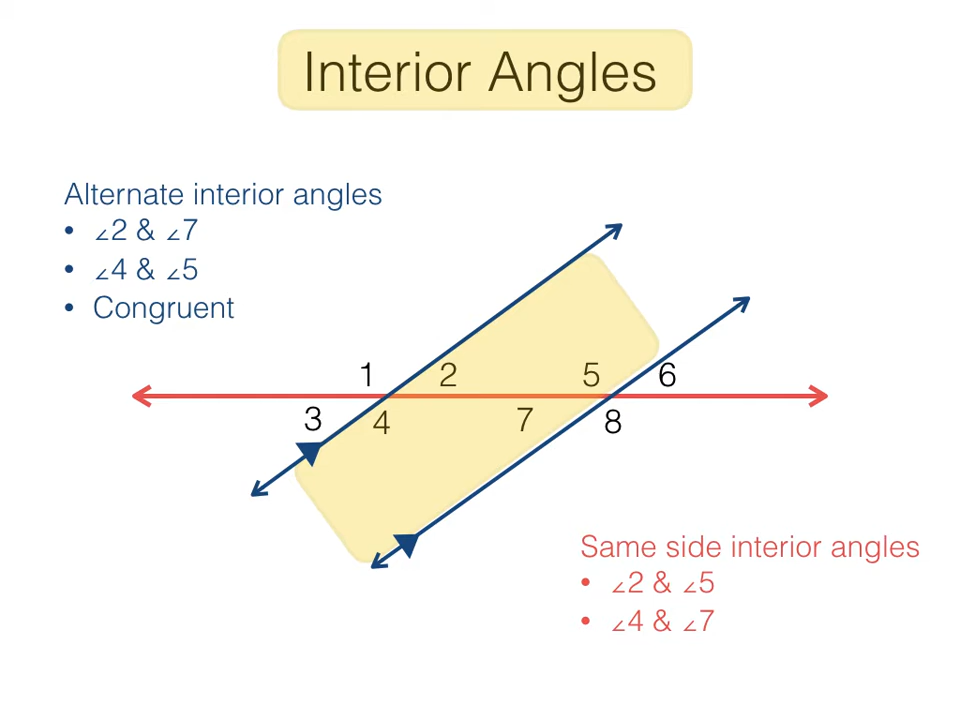 Interior Angles
Alternate interior angles
• ∠2 & ∠7
• ∠4 & ∠5
• Congruent
1 2 5 6
3 4 7 8
Same side interior angles
• ∠2 & ∠5
• ∠4 & ∠7